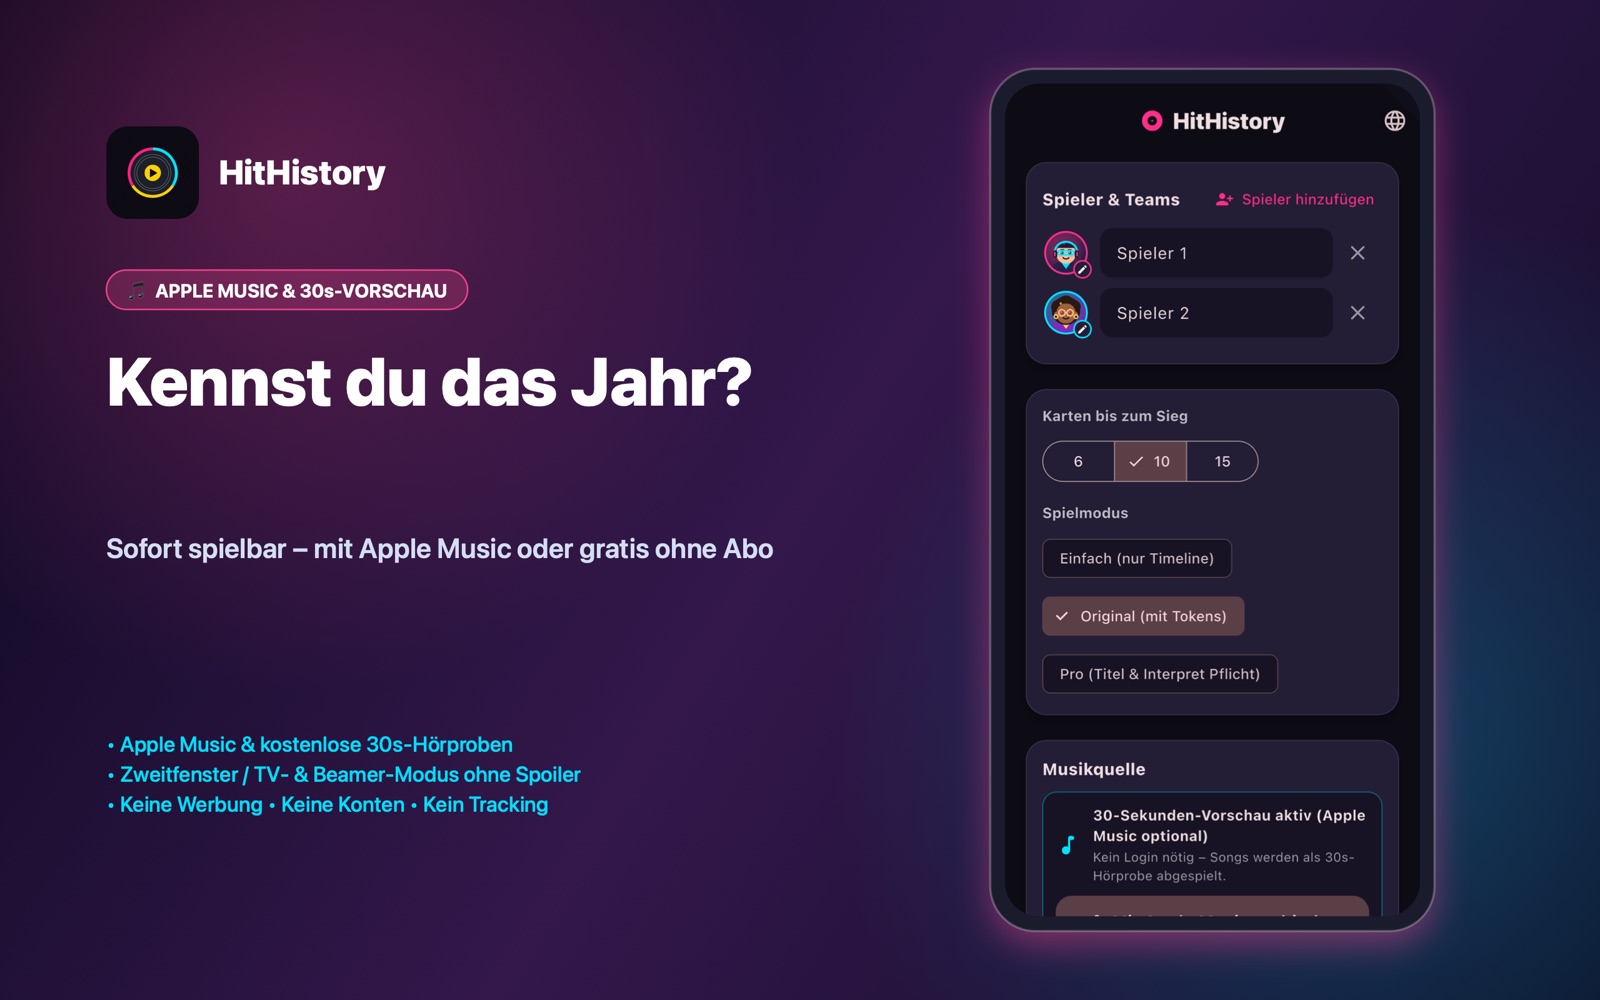 HitHistory
APPLE MUSIC & 30s-VORSCHAU
Kennst du das Jahr?
Sofort spielbar – mit Apple Music oder gratis ohne Abo
• Apple Music & kostenlose 30s-Hörproben
• Zweitfenster / TV- & Beamer-Modus ohne Spoiler
• Keine Werbung • Keine Konten • Kein Tracking
HitHistory
Spieler & Teams
Spieler hinzufügen
Spieler 1
Spieler 2
Karten bis zum Sieg
6
10
15
Spielmodus
Einfach (nur Timeline)
Original (mit Tokens)
Pro (Titel & Interpret Pflicht)
Musikquelle
30-Sekunden-Vorschau aktiv (Apple
Music optional)
Kein Login nötig – Songs werden als 30s-
Hörprobe abgespielt.